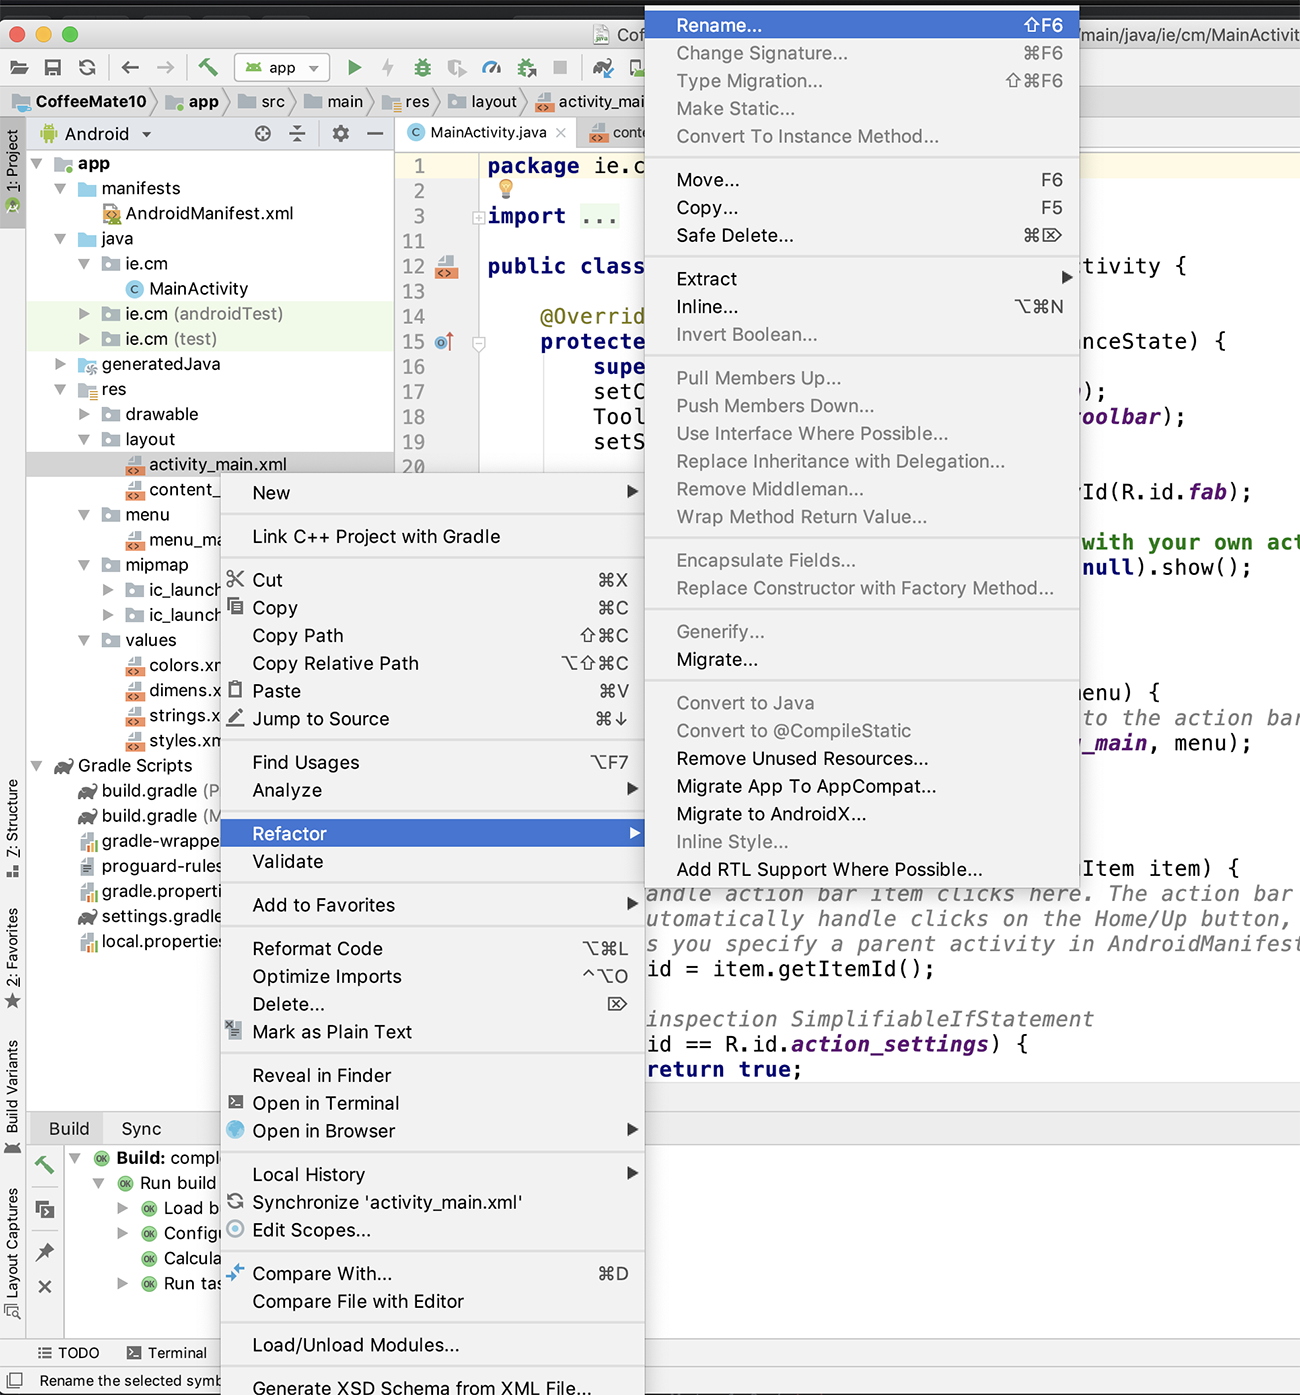 Coff
/main/java/ie/cm/MainActivit
app
CoffeeMate10
app
src
main
res
layout
activity_mai
Android
MainActivity.java
conte
1: Project
Z: Structure
2: Favorites
Build Variants
Layout Captures
app
manifests
AndroidManifest.xml
java
ie.cm
MainActivity
ie.cm (androidTest)
ie.cm (test)
generatedJava
res
drawable
layout
activity_main.xml
content_
menu
menu_ma
mipmap
ic_launch
ic_launch
values
colors.xm
dimens.x
strings.x
styles.xm
Gradle Scripts
build.gradle (P
build.gradle (M
gradle-wrappe
proguard-rules
gradle.properti
settings.gradle
local.properties
1 package ie.c
2
3 import ...
11
12 public class tivity {
13
14 @Overrid
15 protecte nceState) {
16 supe
17 setC );
18 Tool oolbar);
19 setS
20
Id(R.id.fab);
with your own act
null).show();
enu) {
to the action bar
_main, menu);
Item item) {
andle action bar item clicks here. The action bar
utomatically handle clicks on the Home/Up button,
s you specify a parent activity in AndroidManifest
id = item.getItemId();
inspection SimplifiableIfStatement
id == R.id.action_settings) {
return true;
New
Link C++ Project with Gradle
Cut ⌘X
Copy ⌘C
Copy Path ⇧⌘C
Copy Relative Path ⌥⇧⌘C
Paste ⌘V
Jump to Source ⌘↓
Find Usages ⌥F7
Analyze
Refactor
Validate
Add to Favorites
Reformat Code ⌥⌘L
Optimize Imports ^⌥O
Delete... ⌦
Mark as Plain Text
Reveal in Finder
Open in Terminal
Open in Browser
Local History
Synchronize 'activity_main.xml'
Edit Scopes...
Compare With... ⌘D
Compare File with Editor
Load/Unload Modules...
Generate XSD Schema from XML File...
Rename... ⇧F6
Change Signature... ⌘F6
Type Migration... ⇧⌘F6
Make Static...
Convert To Instance Method...
Move... F6
Copy... F5
Safe Delete... ⌘⌦
Extract
Inline... ⌥⌘N
Invert Boolean...
Pull Members Up...
Push Members Down...
Use Interface Where Possible...
Replace Inheritance with Delegation...
Remove Middleman...
Wrap Method Return Value...
Encapsulate Fields...
Replace Constructor with Factory Method...
Generify...
Migrate...
Convert to Java
Convert to @CompileStatic
Remove Unused Resources...
Migrate App To AppCompat...
Migrate to AndroidX...
Inline Style...
Add RTL Support Where Possible...
Build Sync
Build: compl
Run build
Load b
Configu
Calcula
Run tas
TODO Terminal
Rename the selected symb